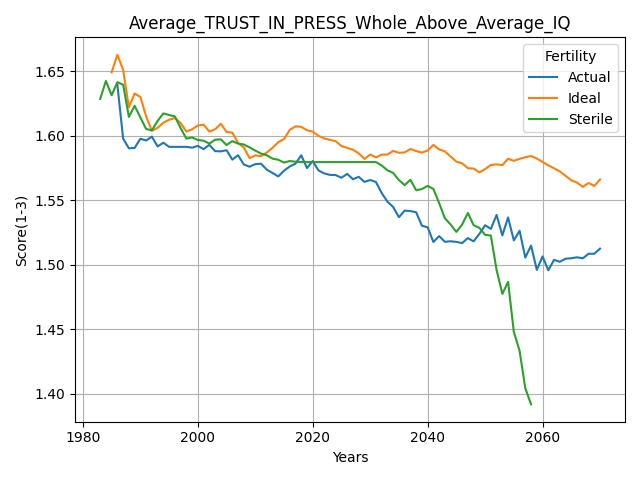 Average_TRUST_IN_PRESS_Whole_Above_Average_IQ
Fertility
Actual
Ideal
Sterile
Score(1-3)
1.65
1.60
1.55
1.50
1.45
1.40
1980
2000
2020
2040
2060
Years